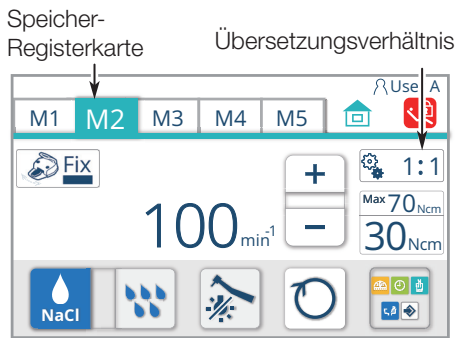 Speicher-
Registerkarte
Übersetzungsverhältnis
Use A
M1 M2 M3 M4 M5
Fix
1:1
Max 70 Ncm
100 min⁻¹
30 Ncm
+
−
NaCl